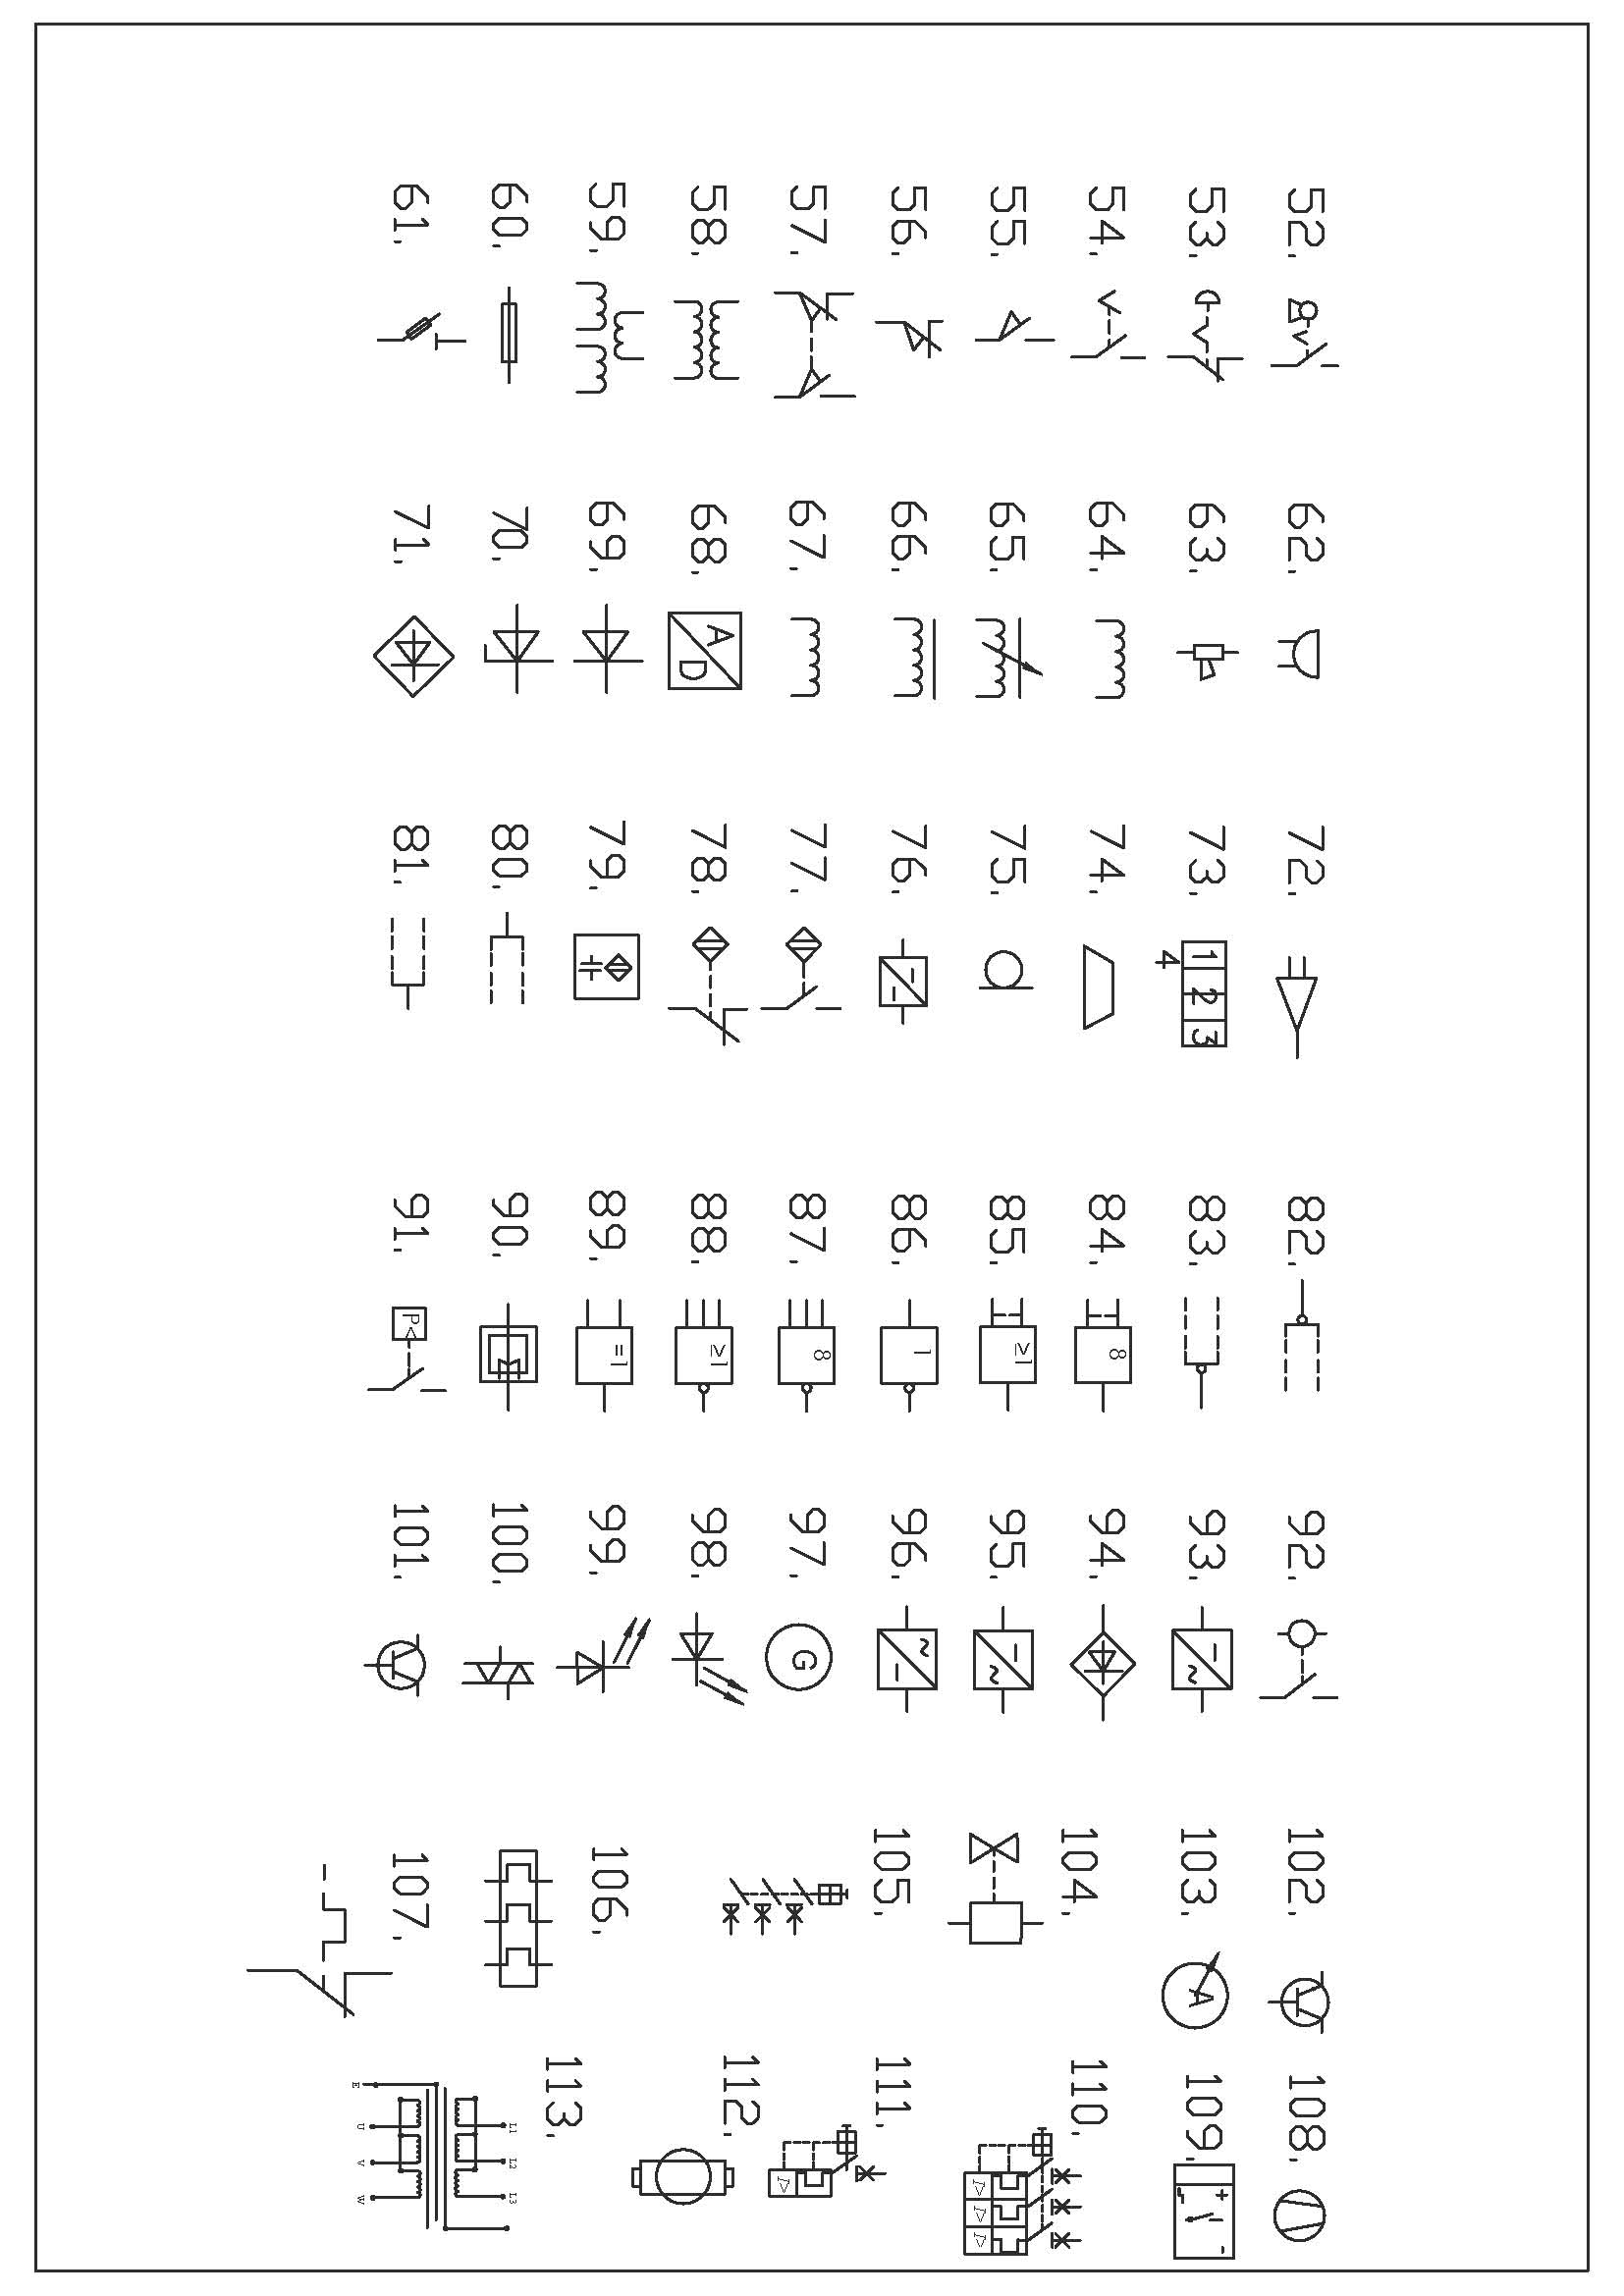 52, 62, 72, 82, 92, 102, 108,
53, 63, 73, 83, 93, 103, 109,
1 2 3
4
~ –
A
+ -
54, 64, 74, 84, 94, 104, 110,
8
I> I> I>
55, 65, 75, 85, 95, 105, 111,
≥1
– ~
I>
56, 66, 76, 86, 96,
1
~ –
57, 67, 77, 87, 97,
8
G
58, 68, 78, 88, 98, 112,
A
D
≥1
59, 69, 79, 89, 99, 106, 113,
=1
L1 L2 L3
E U V W
60, 70, 80, 90, 100,
61, 71, 81, 91, 101, 107,
P<